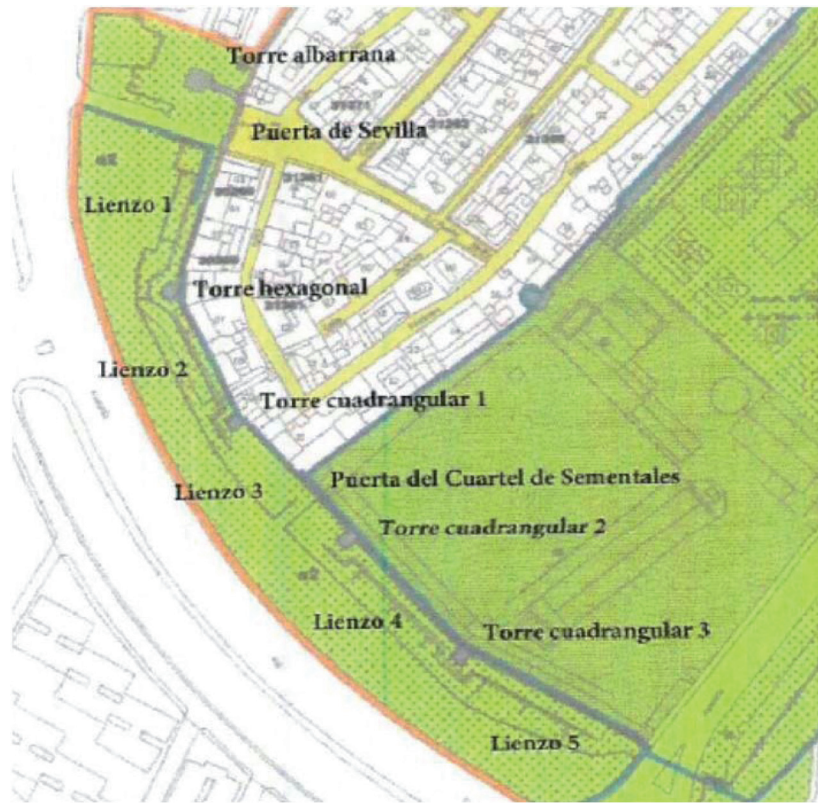 Torre albarrana
Puerta de Sevilla
Lienzo 1
Torre hexagonal
Lienzo 2
Torre cuadrangular 1
Puerta del Cuartel de Sementales
Lienzo 3
Torre cuadrangular 2
Lienzo 4
Torre cuadrangular 3
Lienzo 5